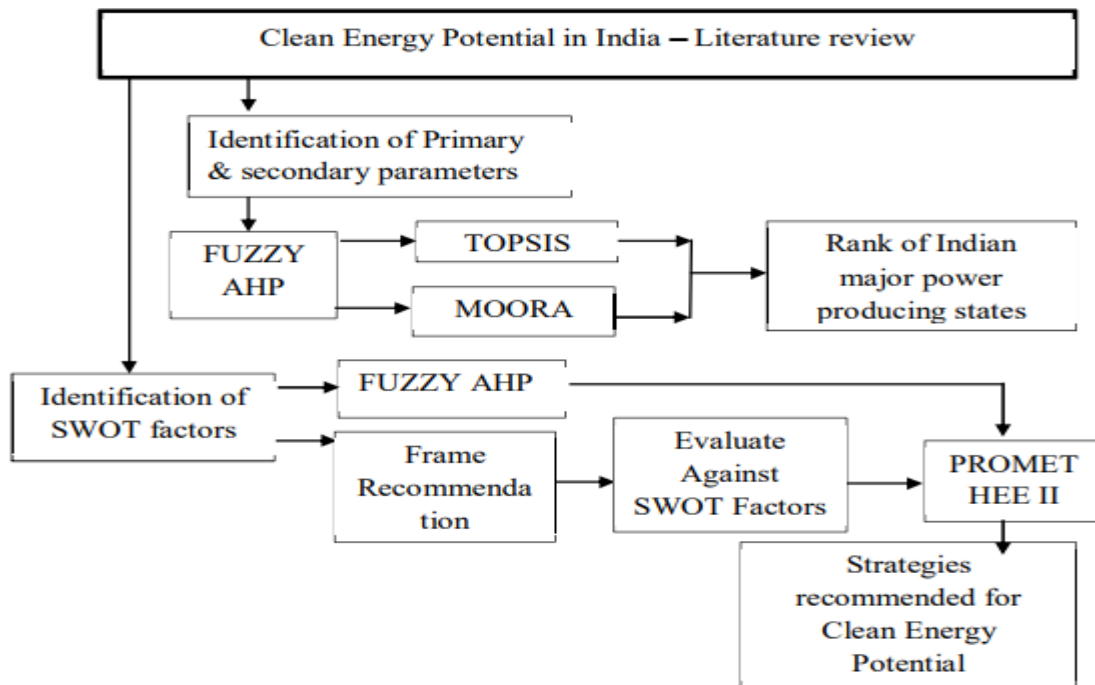 Clean Energy Potential in India – Literature review
Identification of Primary
& secondary parameters
FUZZY
AHP
TOPSIS
MOORA
Rank of Indian
major power
producing states
Identification of
SWOT factors
FUZZY AHP
Frame
Recommenda
tion
Evaluate
Against
SWOT Factors
PROMET
HEE II
Strategies
recommended for
Clean Energy
Potential